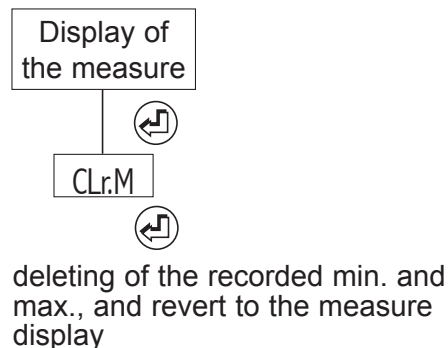 Display of
the measure
CLr.M
deleting of the recorded min. and
max., and revert to the measure
display